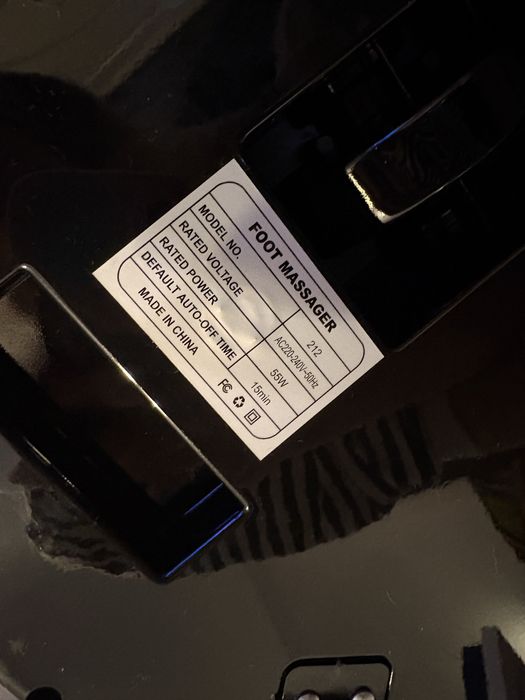 FOOT MASSAGER
MODEL NO. 212
RATED VOLTAGE AC220-240V~50Hz
RATED POWER 55W
DEFAULT AUTO-OFF TIME 15min
MADE IN CHINA FC